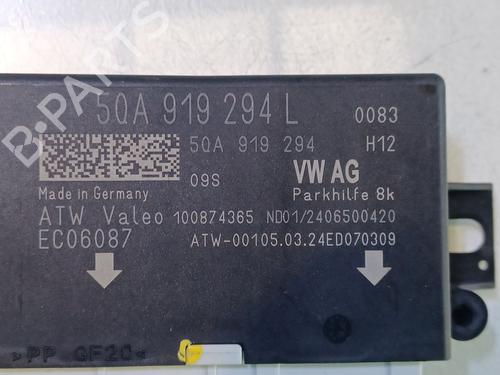 5QA 919 294 L 0083
5QA 919 294 H12
09S VW AG
Made in Germany Parkhilfe 8k
ATW Valeo 100874365 ND01/2406500420
EC06087 ATW-00105.03.24ED070309
>PP GF20<
B-PARTS